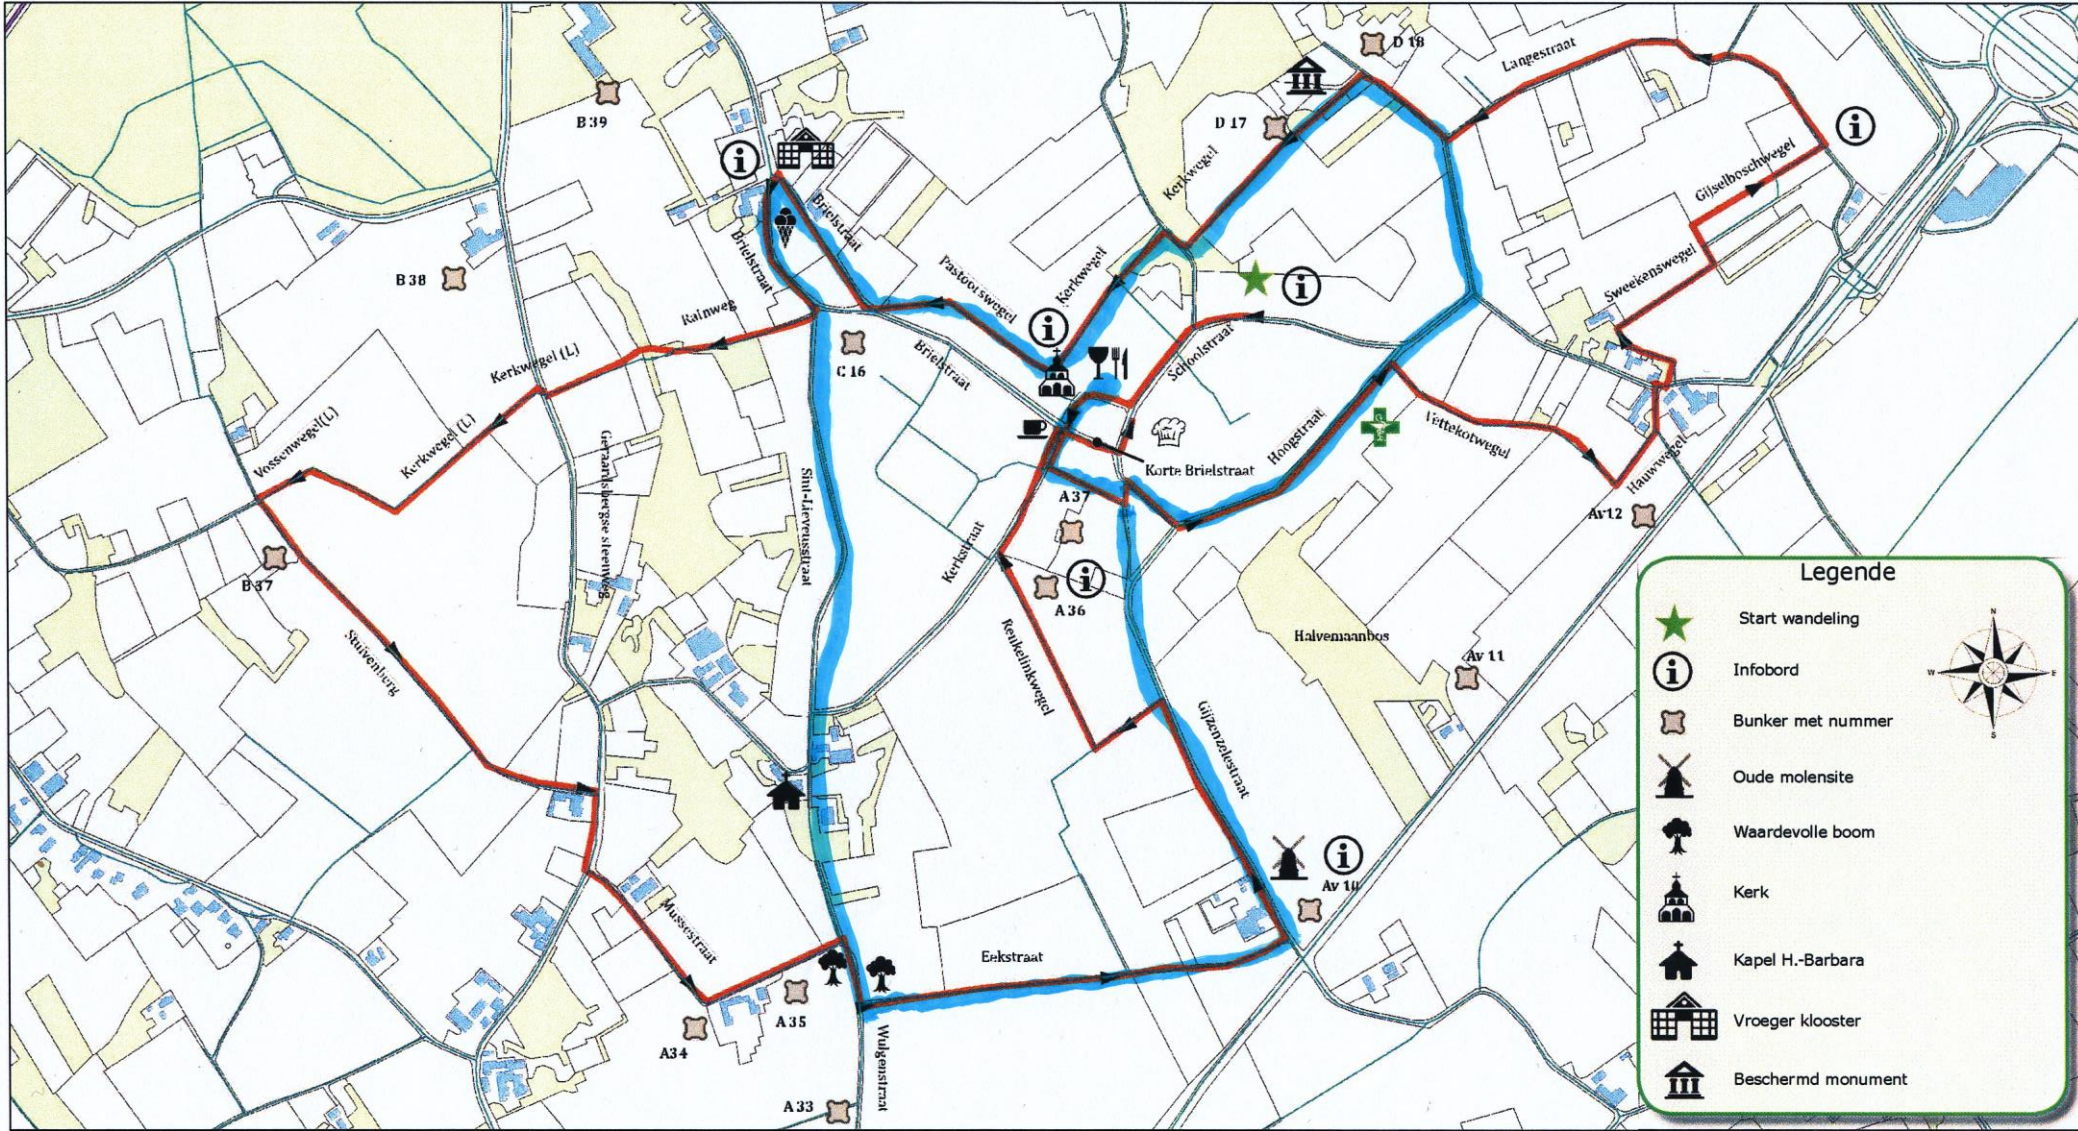 D 18
Langestraat
B 39
D 17
Kerkwegel
Gijselboschwegel
Brielstraat
Brielstraat
B 38
Pastoorswegel
Kerkwegel
Sweekenswegel
Kalnweg
C 16
Brielstraat
Schoolstraat
Kerkwegel (L)
Vossenwegel(L)
Kerkwegel (L)
Geraardsbergse steenweg
Sint-Lievensstraat
Hoogstraat
Vettekotwegel
Hauwwegel
Korte Brielstraat
A 37
Av12
Kerkstraat
B 37
A 36
Stuivenberg
Renkelinkwegel
Halvemaanbos
Av 11
Gijzenzelestraat
Av 10
Mussestraat
Eekstraat
A 35
A34
Wulgenstraat
A 33
Legende
Start wandeling
Infobord
Bunker met nummer
Oude molensite
Waardevolle boom
Kerk
Kapel H.-Barbara
Vroeger klooster
Beschermd monument
N
W
E
S